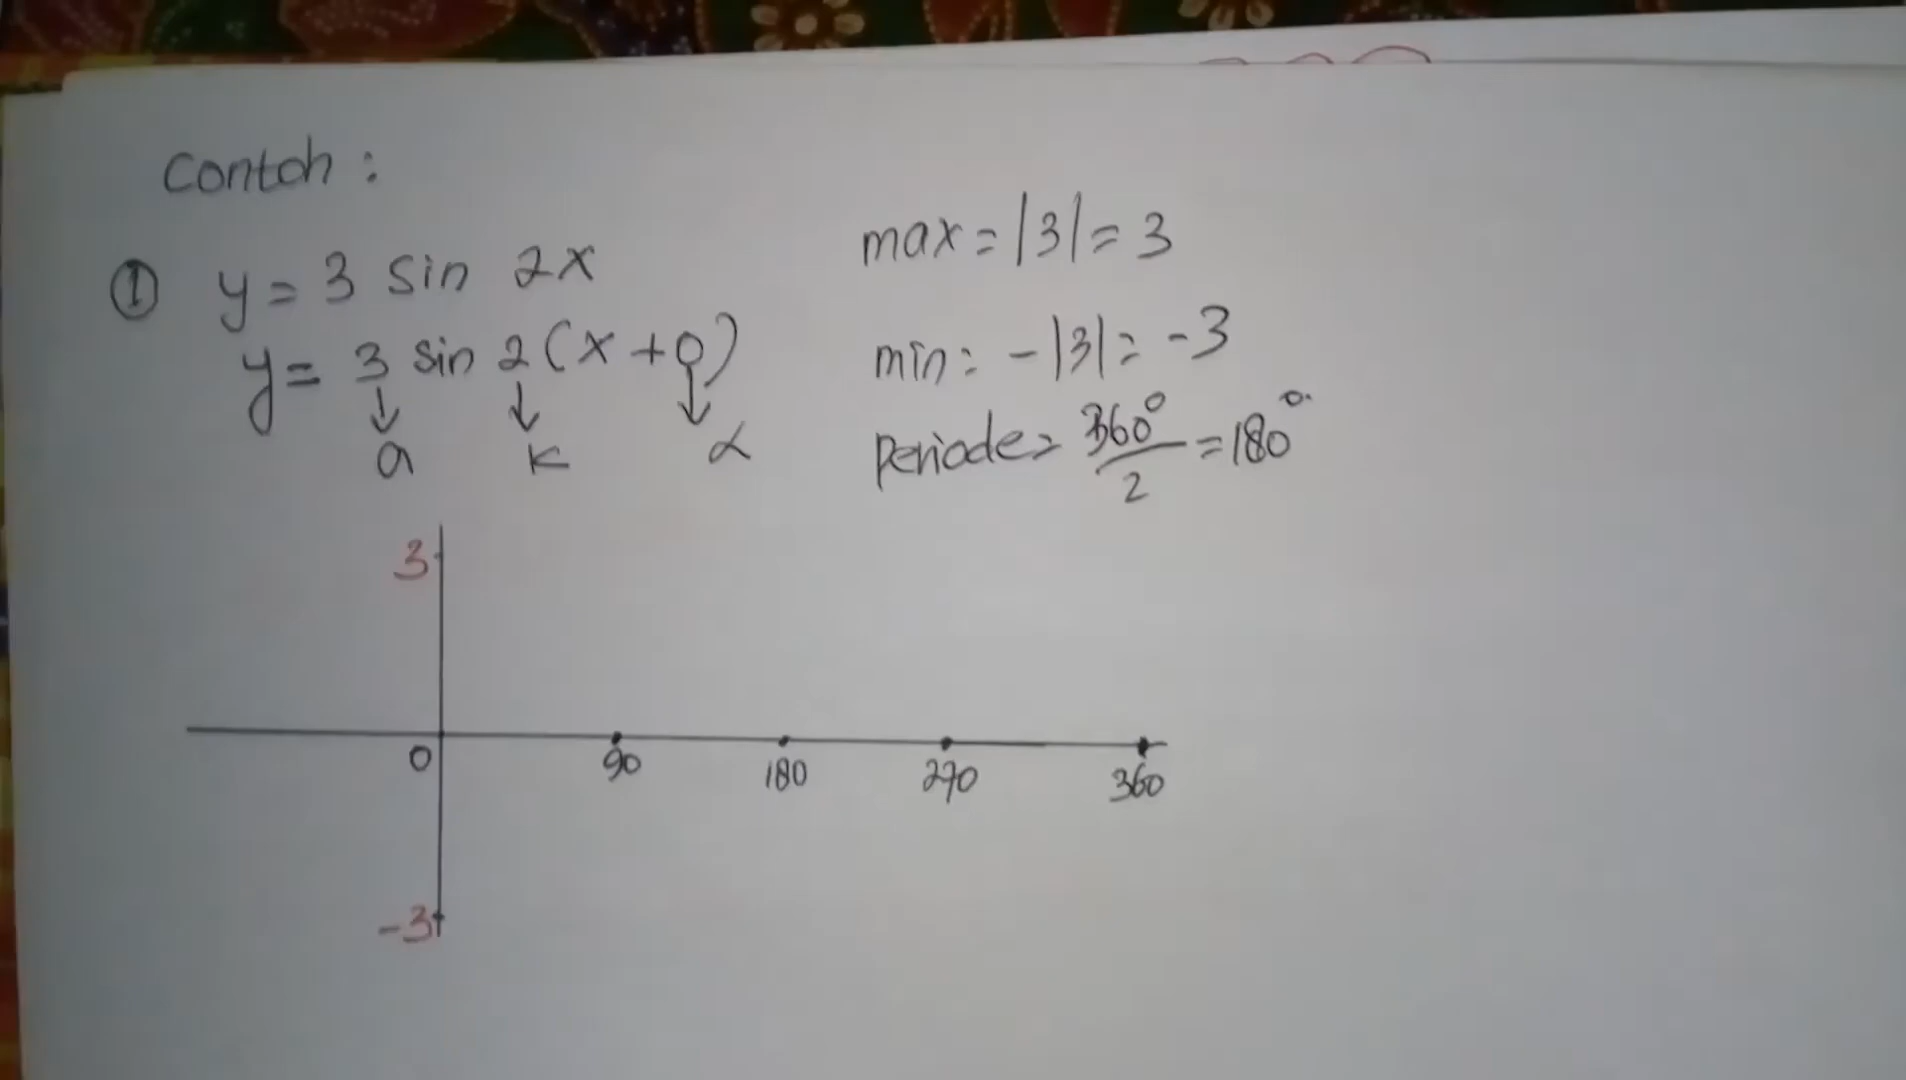 Contoh :
① y = 3 sin 2x
y = 3 sin 2 (x + 0)
↓ ↓ ↓
a k α
max = |3| = 3
min = - |3| = -3
Periode = 360°/2 = 180°
3
0 90 180 270 360
-3